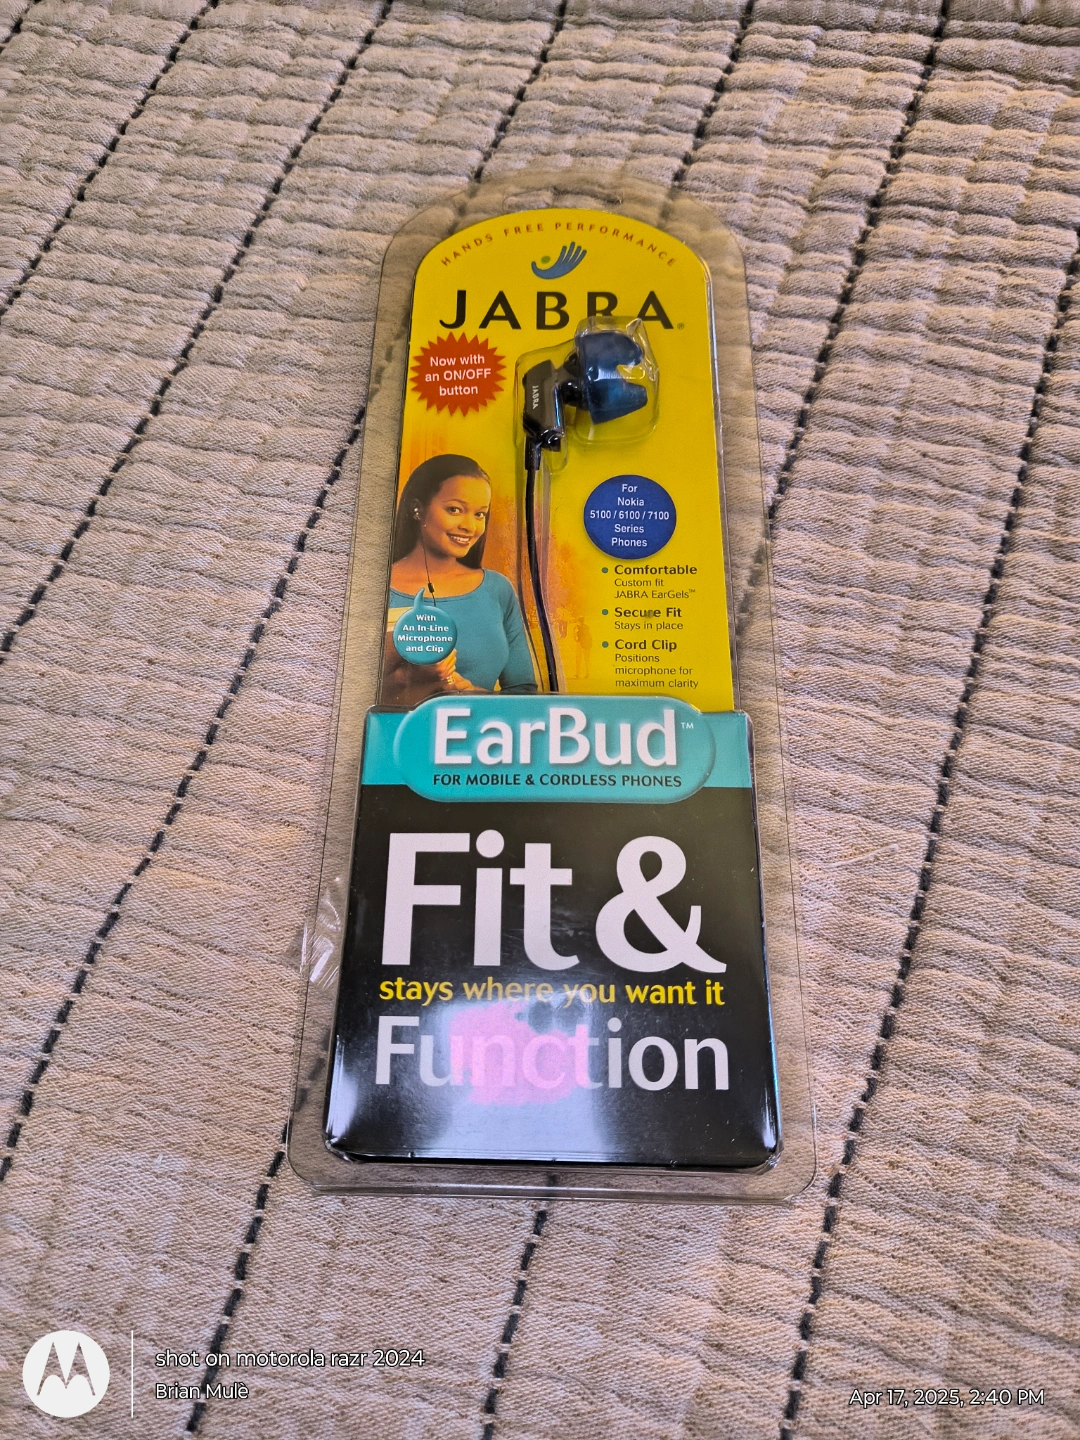 HANDS FREE PERFORMANCE
JABRA®
Now with
an ON/OFF
button
JABRA
For
Nokia
5100 / 6100 / 7100
Series
Phones
• Comfortable
Custom fit
JABRA EarGels™
• Secure Fit
Stays in place
• Cord Clip
Positions
microphone for
maximum clarity
With
An In-Line
Microphone
and Clip
EarBud™
FOR MOBILE & CORDLESS PHONES
Fit &
stays where you want it
Function
shot on motorola razr 2024
Brian Mulè
Apr 17, 2025, 2:40 PM